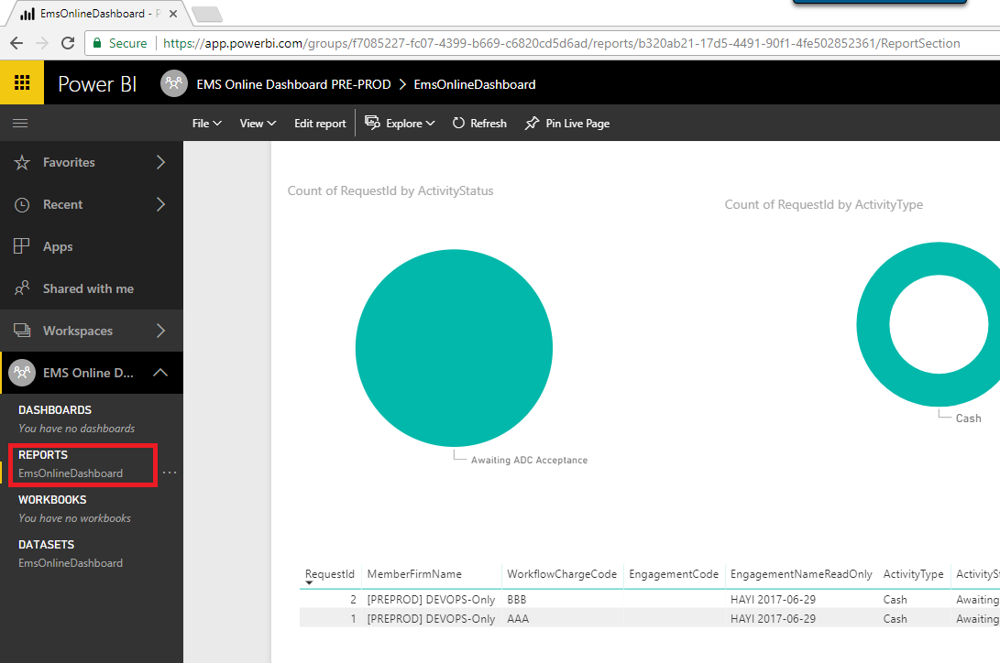 EmsOnlineDashboard - P
Secure https://app.powerbi.com/groups/f7085227-fc07-4399-b669-c6820cd5d6ad/reports/b320ab21-17d5-4491-90f1-4fe502852361/ReportSection
Power BI EMS Online Dashboard PRE-PROD > EmsOnlineDashboard
File View Edit report Explore Refresh Pin Live Page
Favorites
Recent
Apps
Shared with me
Workspaces
EMS Online D...
DASHBOARDS
You have no dashboards
REPORTS
EmsOnlineDashboard ...
WORKBOOKS
You have no workbooks
DATASETS
EmsOnlineDashboard
Count of RequestId by ActivityStatus
Awaiting ADC Acceptance
Count of RequestId by ActivityType
Cash
RequestId MemberFirmName WorkflowChargeCode EngagementCode EngagementNameReadOnly ActivityType ActivitySt
2 [PREPROD] DEVOPS-Only BBB HAYI 2017-06-29 Cash Awaiting
1 [PREPROD] DEVOPS-Only AAA HAYI 2017-06-29 Cash Awaiting